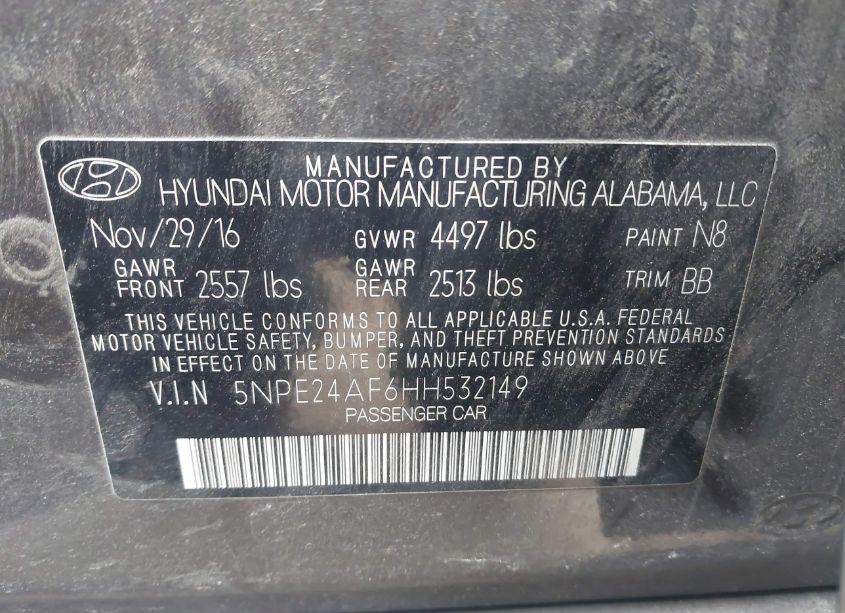 MANUFACTURED BY
HYUNDAI MOTOR MANUFACTURING ALABAMA, LLC
Nov/29/16 GVWR 4497 lbs PAINT N8
GAWR FRONT 2557 lbs GAWR REAR 2513 lbs TRIM BB
THIS VEHICLE CONFORMS TO ALL APPLICABLE U.S.A. FEDERAL
MOTOR VEHICLE SAFETY, BUMPER, AND THEFT PREVENTION STANDARDS
IN EFFECT ON THE DATE OF MANUFACTURE SHOWN ABOVE
V.I.N 5NPE24AF6HH532149
PASSENGER CAR